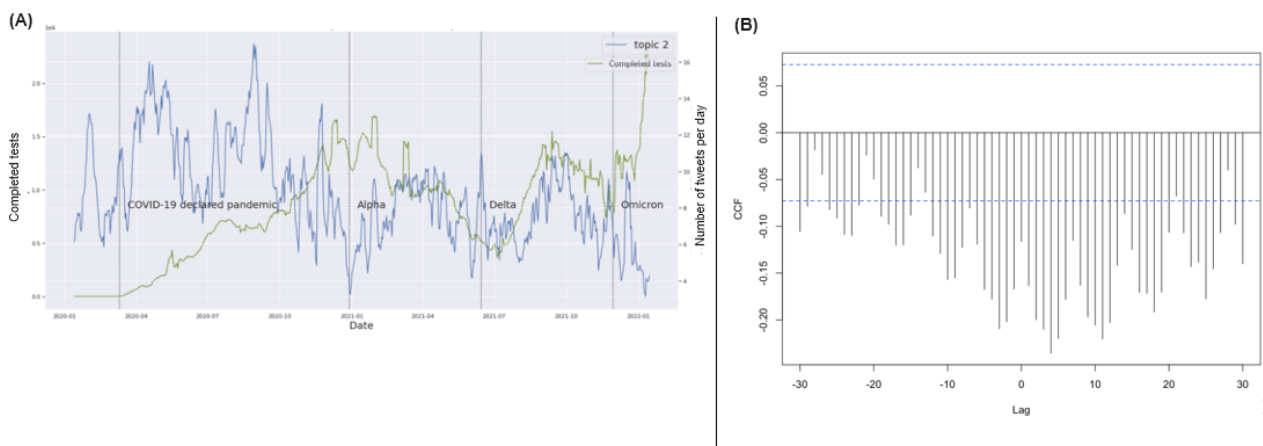 (A)
1e6
topic 2
Completed tests
2.0
1.5
1.0
0.5
0.0
16
14
12
10
8
6
4
COVID-19 declared pandemic
Alpha
Delta
Omicron
2020-01
2020-04
2020-07
2020-10
2021-01
2021-04
2021-07
2021-10
2022-01
Date
Completed tests
Number of tweets per day
(B)
0.05
0.00
-0.05
-0.10
-0.15
-0.20
CCF
-30
-20
-10
0
10
20
30
Lag